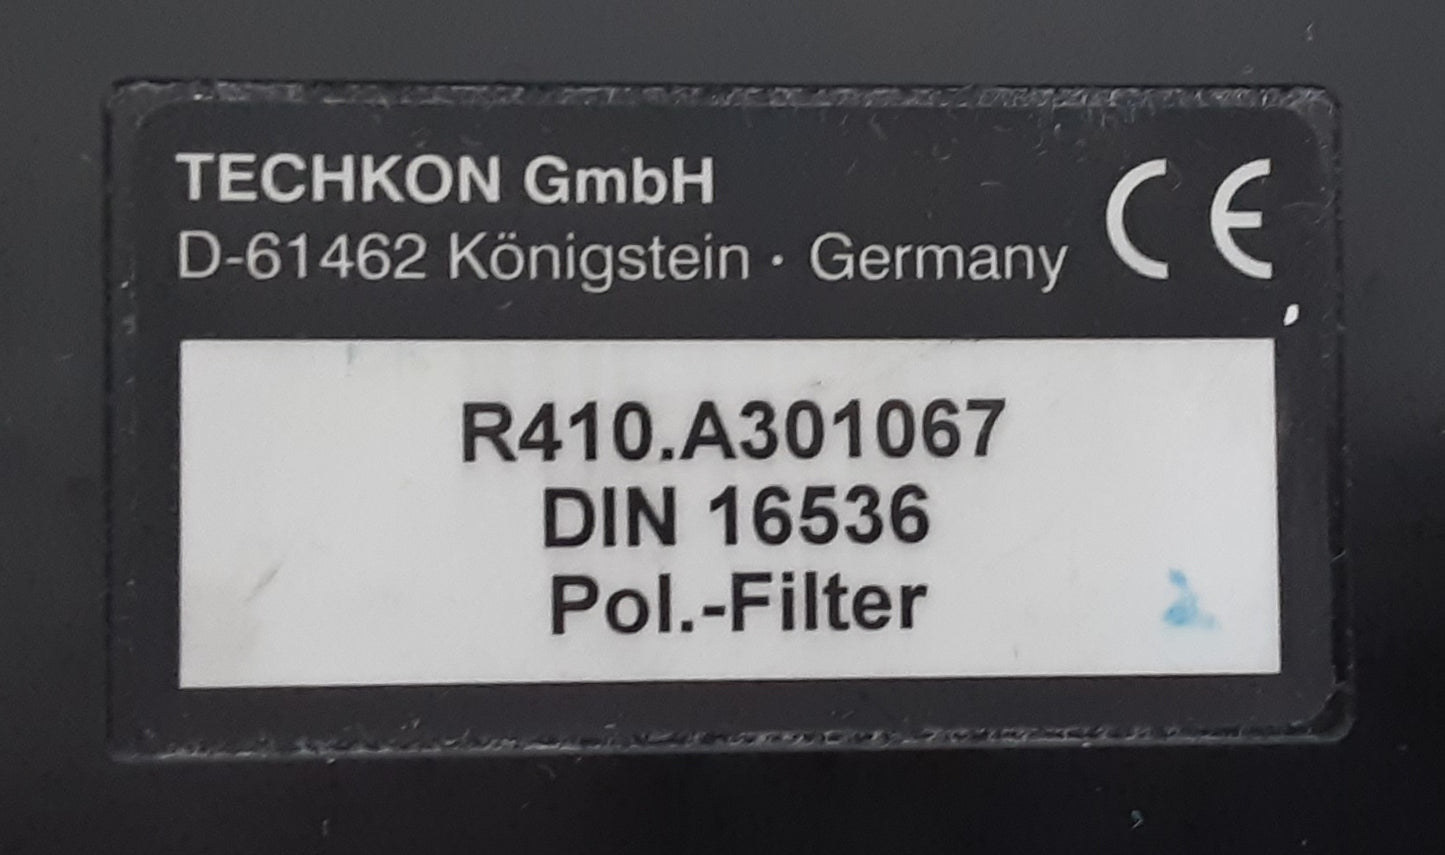 TECHKON GmbH
D-61462 Königstein · Germany
CE
R410.A301067
DIN 16536
Pol.-Filter